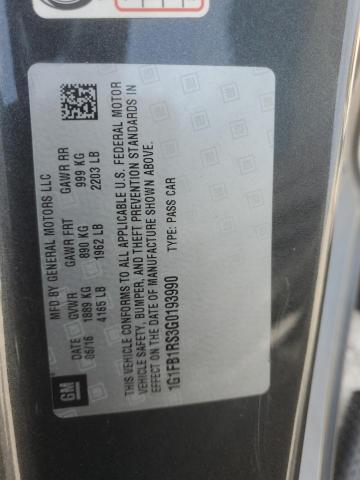 GM
MFD BY GENERAL MOTORS LLC
DATE GVWR GAWR FRT GAWR RR
06/16 1889 KG 890 KG 999 KG
4165 LB 1962 LB 2203 LB
THIS VEHICLE CONFORMS TO ALL APPLICABLE U.S. FEDERAL MOTOR
VEHICLE SAFETY, BUMPER, AND THEFT PREVENTION STANDARDS IN
EFFECT ON THE DATE OF MANUFACTURE SHOWN ABOVE.
1G1FB1RS3G0193990 TYPE: PASS CAR